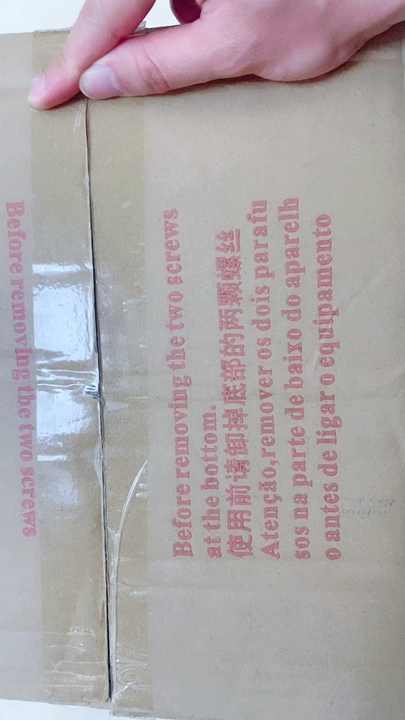 Before removing the two screws
Before removing the two screws
at the bottom.
使用前请卸掉底部的两颗螺丝
Atenção,remover os dois parafu
sos na parte de baixo do aparelh
o antes de ligar o equipamento